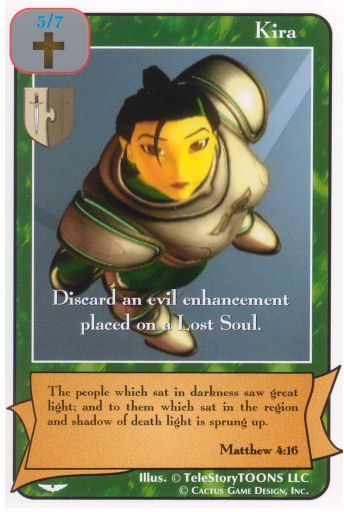 5/7
Kira
Discard an evil enhancement
placed on a Lost Soul.
The people which sat in darkness saw great
light; and to them which sat in the region
and shadow of death light is sprung up.
Matthew 4:16
Illus. © TeleStoryTOONS LLC
© Cactus Game Design, Inc.